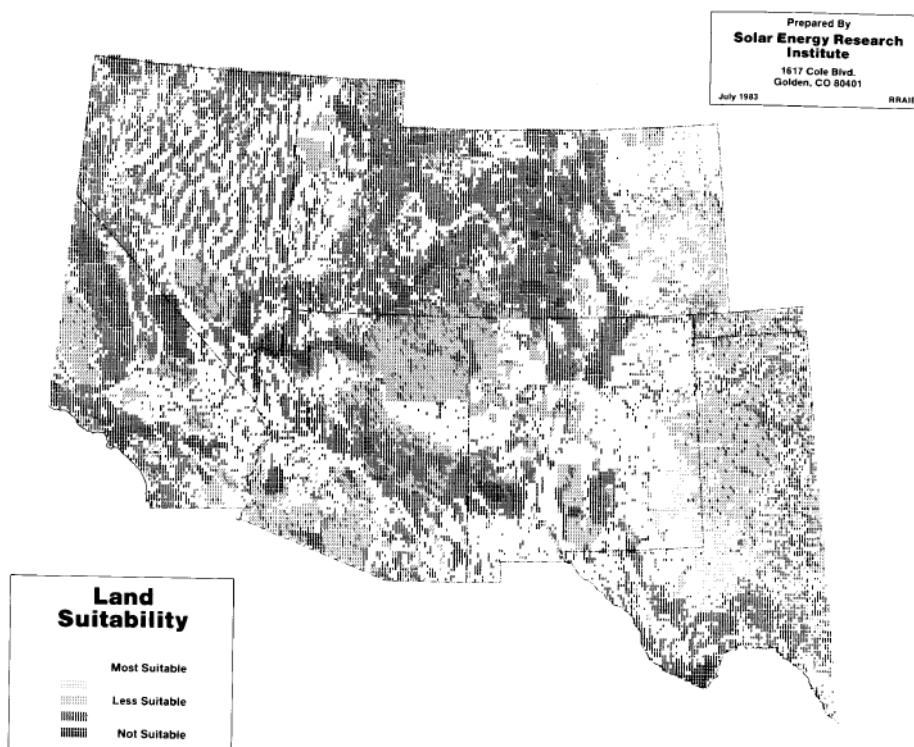 Prepared By
Solar Energy Research
Institute
1617 Cole Blvd.
Golden, CO 80401
July 1983
Land
Suitability
Most Suitable
Less Suitable
Not Suitable